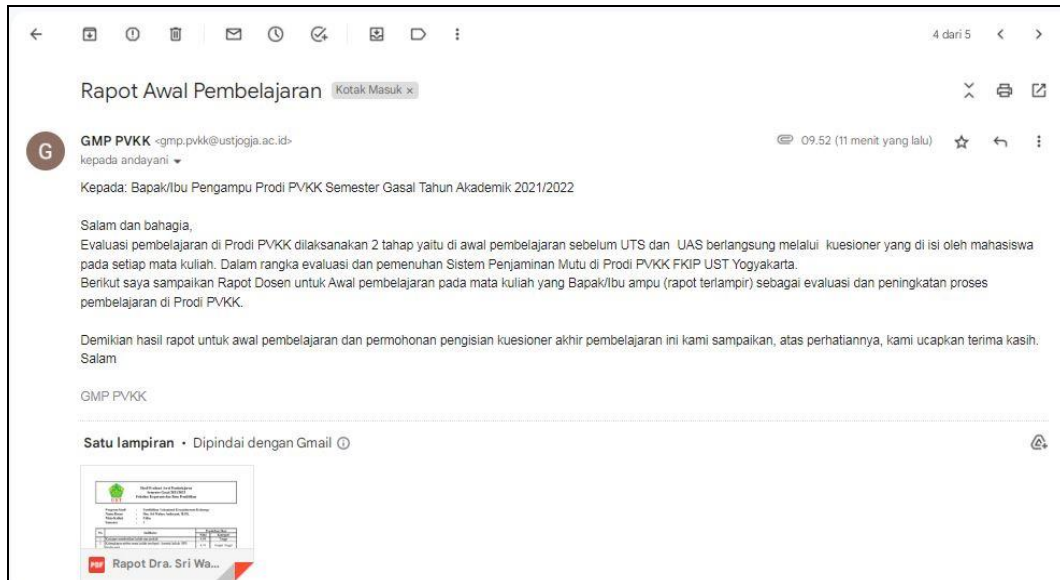 4 dari 5
Rapot Awal Pembelajaran Kotak Masuk x
G
GMP PVKK <gmp.pvkk@ustjogja.ac.id>
09.52 (11 menit yang lalu)
kepada andayani
Kepada: Bapak/Ibu Pengampu Prodi PVKK Semester Gasal Tahun Akademik 2021/2022
Salam dan bahagia,
Evaluasi pembelajaran di Prodi PVKK dilaksanakan 2 tahap yaitu di awal pembelajaran sebelum UTS dan UAS berlangsung melalui kuesioner yang di isi oleh mahasiswa
pada setiap mata kuliah. Dalam rangka evaluasi dan pemenuhan Sistem Penjaminan Mutu di Prodi PVKK FKIP UST Yogyakarta.
Berikut saya sampaikan Rapot Dosen untuk Awal pembelajaran pada mata kuliah yang Bapak/Ibu ampu (rapot terlampir) sebagai evaluasi dan peningkatan proses
pembelajaran di Prodi PVKK.
Demikian hasil rapot untuk awal pembelajaran dan permohonan pengisian kuesioner akhir pembelajaran ini kami sampaikan, atas perhatiannya, kami ucapkan terima kasih.
Salam
GMP PVKK
Satu lampiran • Dipindai dengan Gmail
PDF Rapot Dra. Sri Wa...